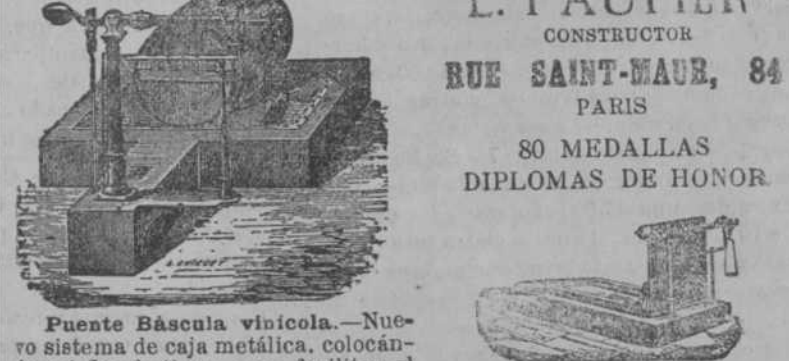 CONSTRUCTOR
RUE SAINT-MAUR, 84
PARIS
80 MEDALLAS
DIPLOMAS DE HONOR
Puente Bàscula vinícola.—Nue-
vo sistema de caja metálica, colocán-